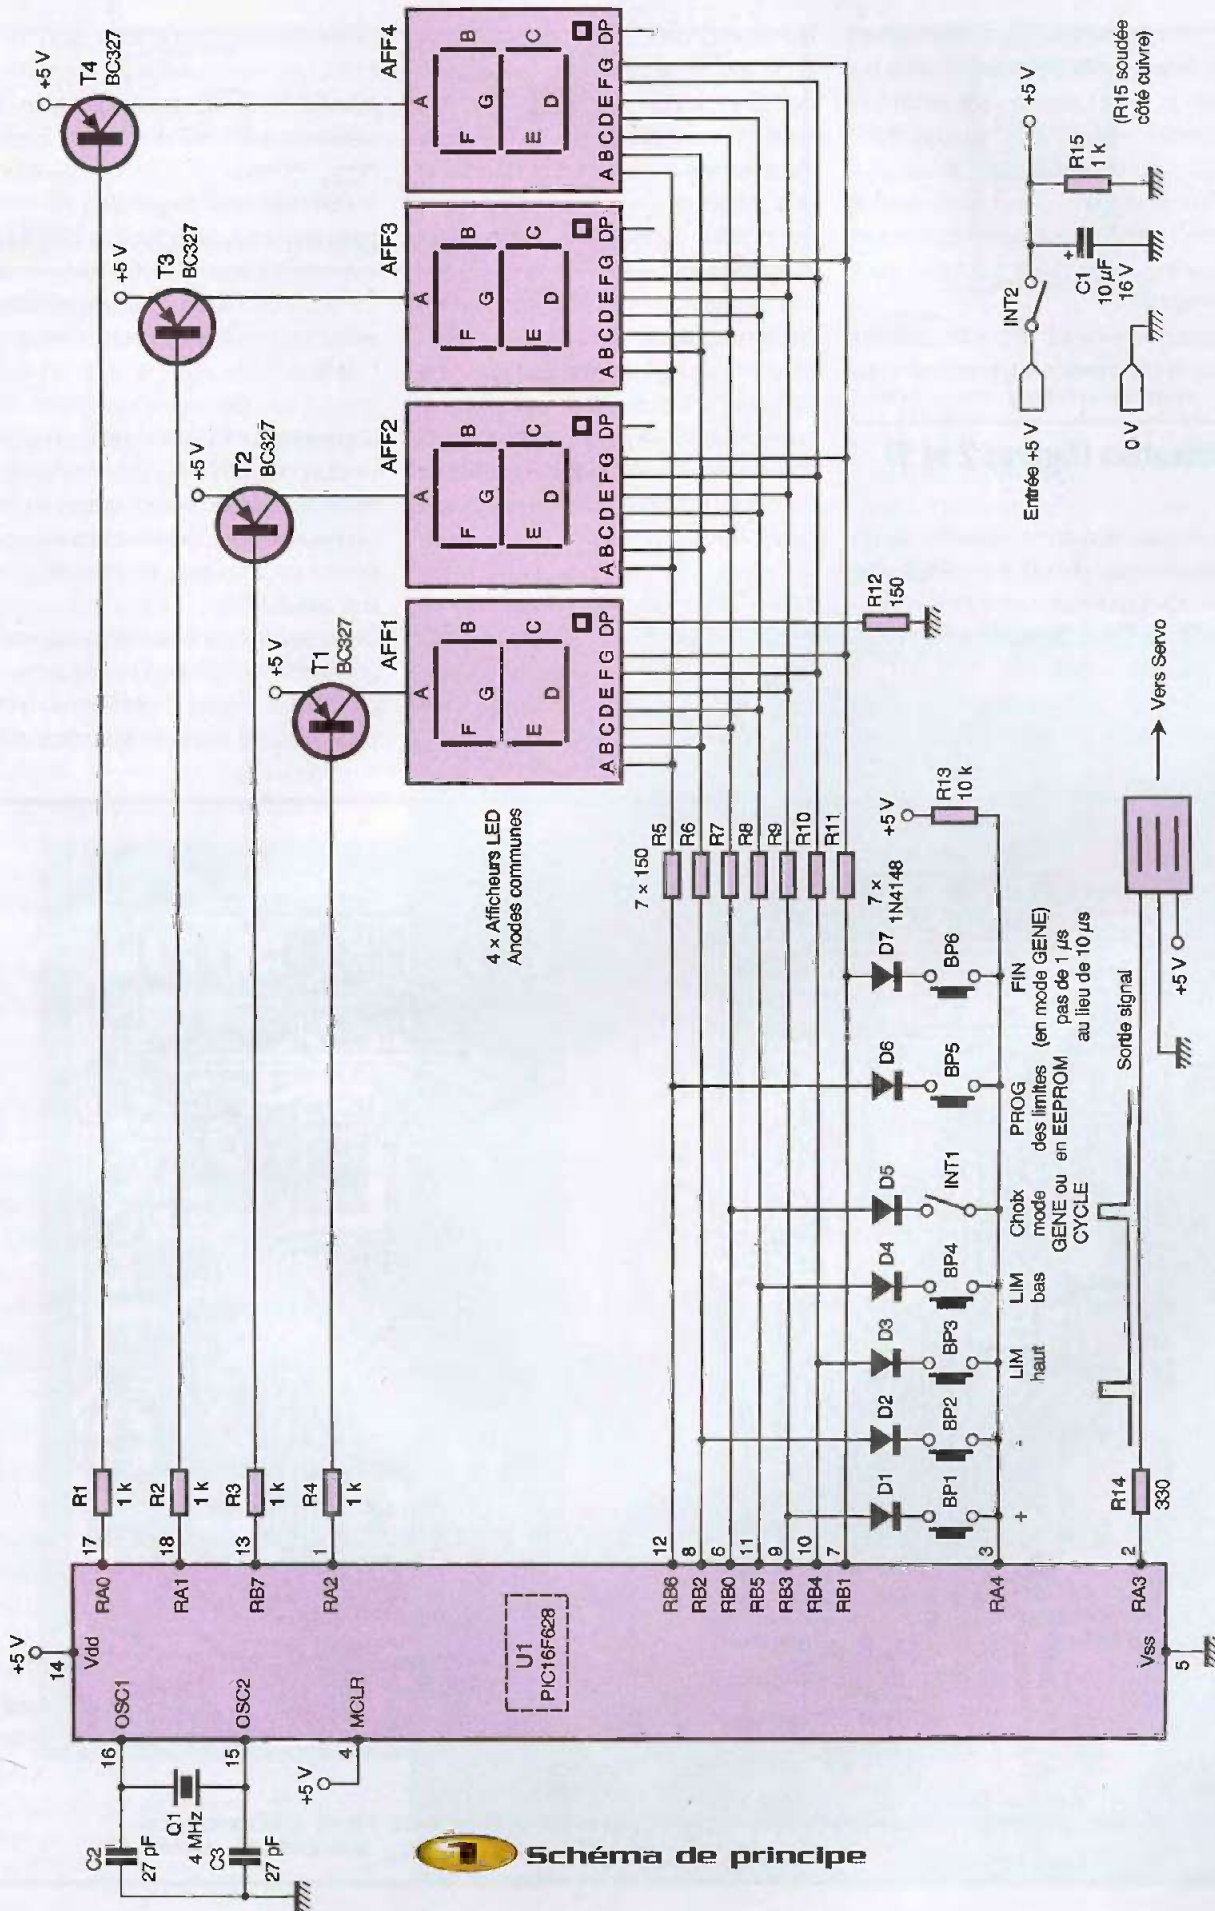 +5 V
14
Vdd
16
OSC1
15
OSC2
4
MCLR
+5 V
C2
27 pF
Q1
4 MHz
C3
27 pF
U1
PIC16F628
Vss
5
17
RA0
18
RA1
13
RB7
1
RA2
12
RB6
8
RB2
6
RB0
11
RB5
9
RB3
10
RB4
7
RB1
3
RA4
2
RA3
R1
1 k
R2
1 k
R3
1 k
R4
1 k
+5 V
T1
BC327
+5 V
T2
BC327
+5 V
T3
BC327
+5 V
T4
BC327
4 x Afficheurs LED
Anodes communes
AFF1
A
F G B
E D C
A B C D E F G DP
AFF2
A
F G B
E D C
A B C D E F G DP
AFF3
A
F G B
E D C
A B C D E F G DP
AFF4
A
F G B
E D C
A B C D E F G DP
7 × 150
R5
R6
R7
R8
R9
R10
R11
7 ×
1N4148
R12
150
+5 V
R13
10 k
D1
D2
D3
D4
D5
D6
D7
BP1
BP2
BP3
BP4
INT1
BP5
BP6
+
-
LIM
haut
LIM
bas
Choix
mode
GENE ou
CYCLE
PROG
des limites
en EEPROM
FIN
(en mode GENE)
pas de 1 µs
au lieu de 10 µs
R14
330
Sortie signal
+5 V
Vers Servo
Entrée +5 V
INT2
0 V
+5 V
+
C1
10 µF
16 V
R15
1 k
(R15 soudée
côté cuivre)
1 Schéma de principe